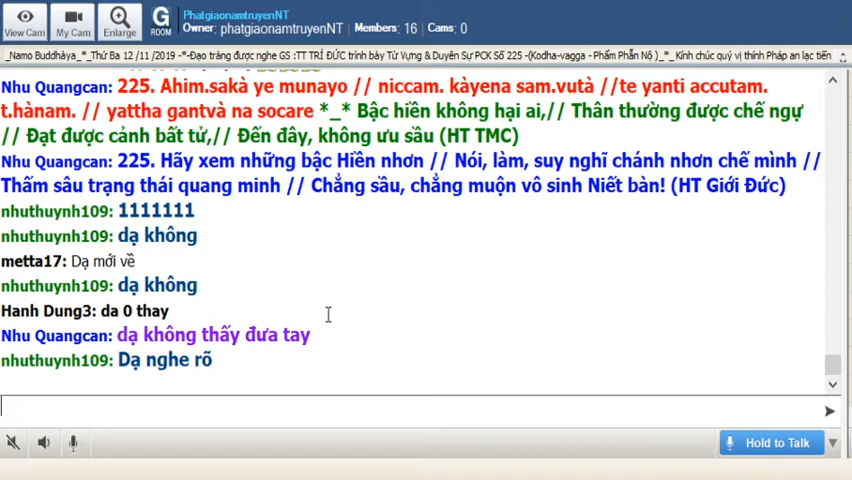 View Cam
My Cam
Enlarge
G
ROOM
PhatgiaonamtruyenNT
Owner: phatgiaonamtruyenNT Members: 16 Cams: 0
_Namo Buddhàya_*_Thứ Ba 12 /11 /2019 -*-Đạo tràng được nghe GS :TT TRÍ ĐỨC trình bày Từ Vựng & Duyên Sự PCK Số 225 -(Kodha-vagga - Phẩm Phẫn Nộ )_*_ Kính chúc quý vị thính Pháp an lạc tiến
Nhu Quangcan: 225. Ahim.sakà ye munayo // niccam. kàyena sam.vutà //te yanti accutam.
t.hànam. // yattha gantvà na socare *_* Bậc hiền không hại ai,// Thân thường được chế ngự
// Đạt được cảnh bất tử,// Đến đây, không ưu sầu (HT TMC)
Nhu Quangcan: 225. Hãy xem những bậc Hiền nhơn // Nói, làm, suy nghĩ chánh nhơn chế mình //
Thấm sâu trạng thái quang minh // Chẳng sầu, chẳng muộn vô sinh Niết bàn! (HT Giới Đức)
nhuthuynh109: 1111111
nhuthuynh109: dạ không
metta17: Dạ mới về
nhuthuynh109: dạ không
Hanh Dung3: da 0 thay
Nhu Quangcan: dạ không thấy đưa tay
nhuthuynh109: Dạ nghe rõ
Hold to Talk